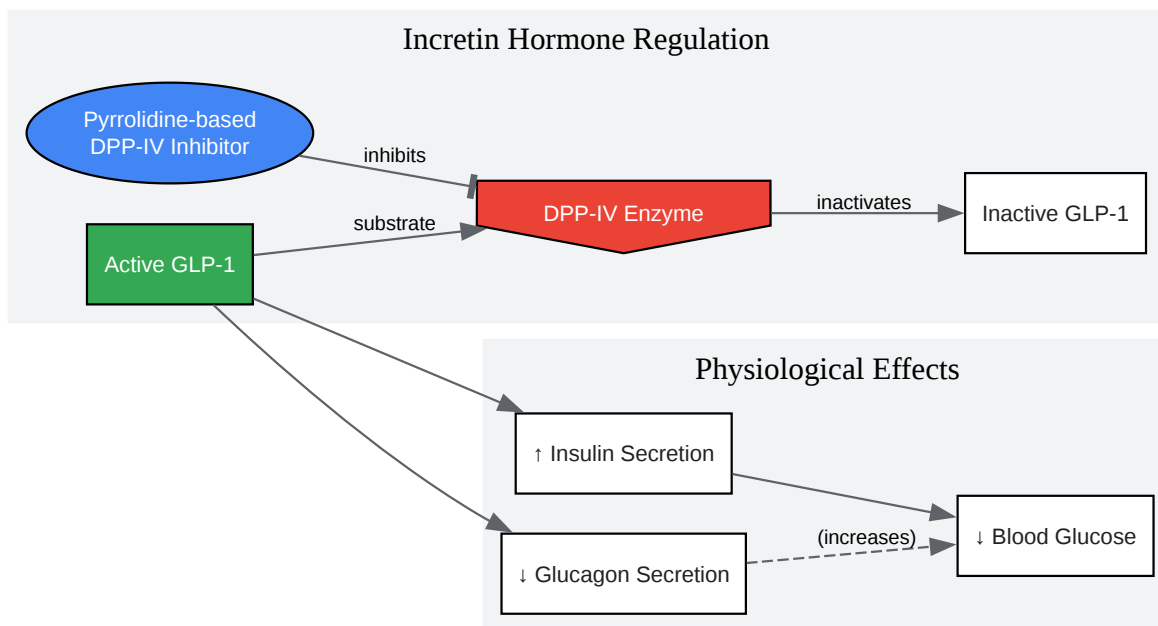 Incretin Hormone Regulation
Pyrrolidine-based
DPP-IV Inhibitor
inhibits
DPP-IV Enzyme
inactivates
Inactive GLP-1
substrate
Active GLP-1
Physiological Effects
↑ Insulin Secretion
↓ Blood Glucose
(increases)
↓ Glucagon Secretion